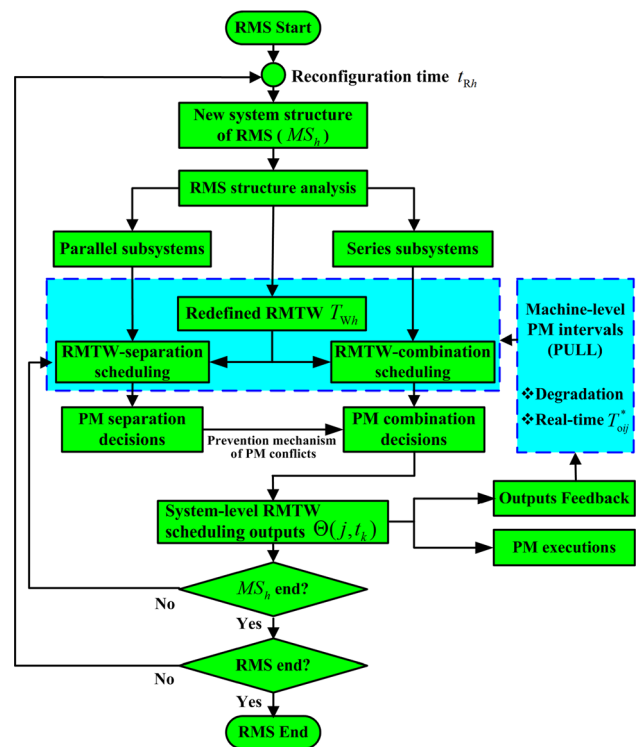 RMS Start
Reconfiguration time t_Rh
New system structure
of RMS ( MS_h )
RMS structure analysis
Parallel subsystems
Series subsystems
Redefined RMTW T_Wh
Machine-level
PM intervals
(PULL)
❖Degradation
❖Real-time T*_oij
RMTW-separation
scheduling
RMTW-combination
scheduling
PM separation
decisions
Prevention mechanism
of PM conflicts
PM combination
decisions
System-level RMTW
scheduling outputs Θ(j,t_k)
Outputs Feedback
PM executions
MS_h end?
No
Yes
RMS end?
No
Yes
RMS End